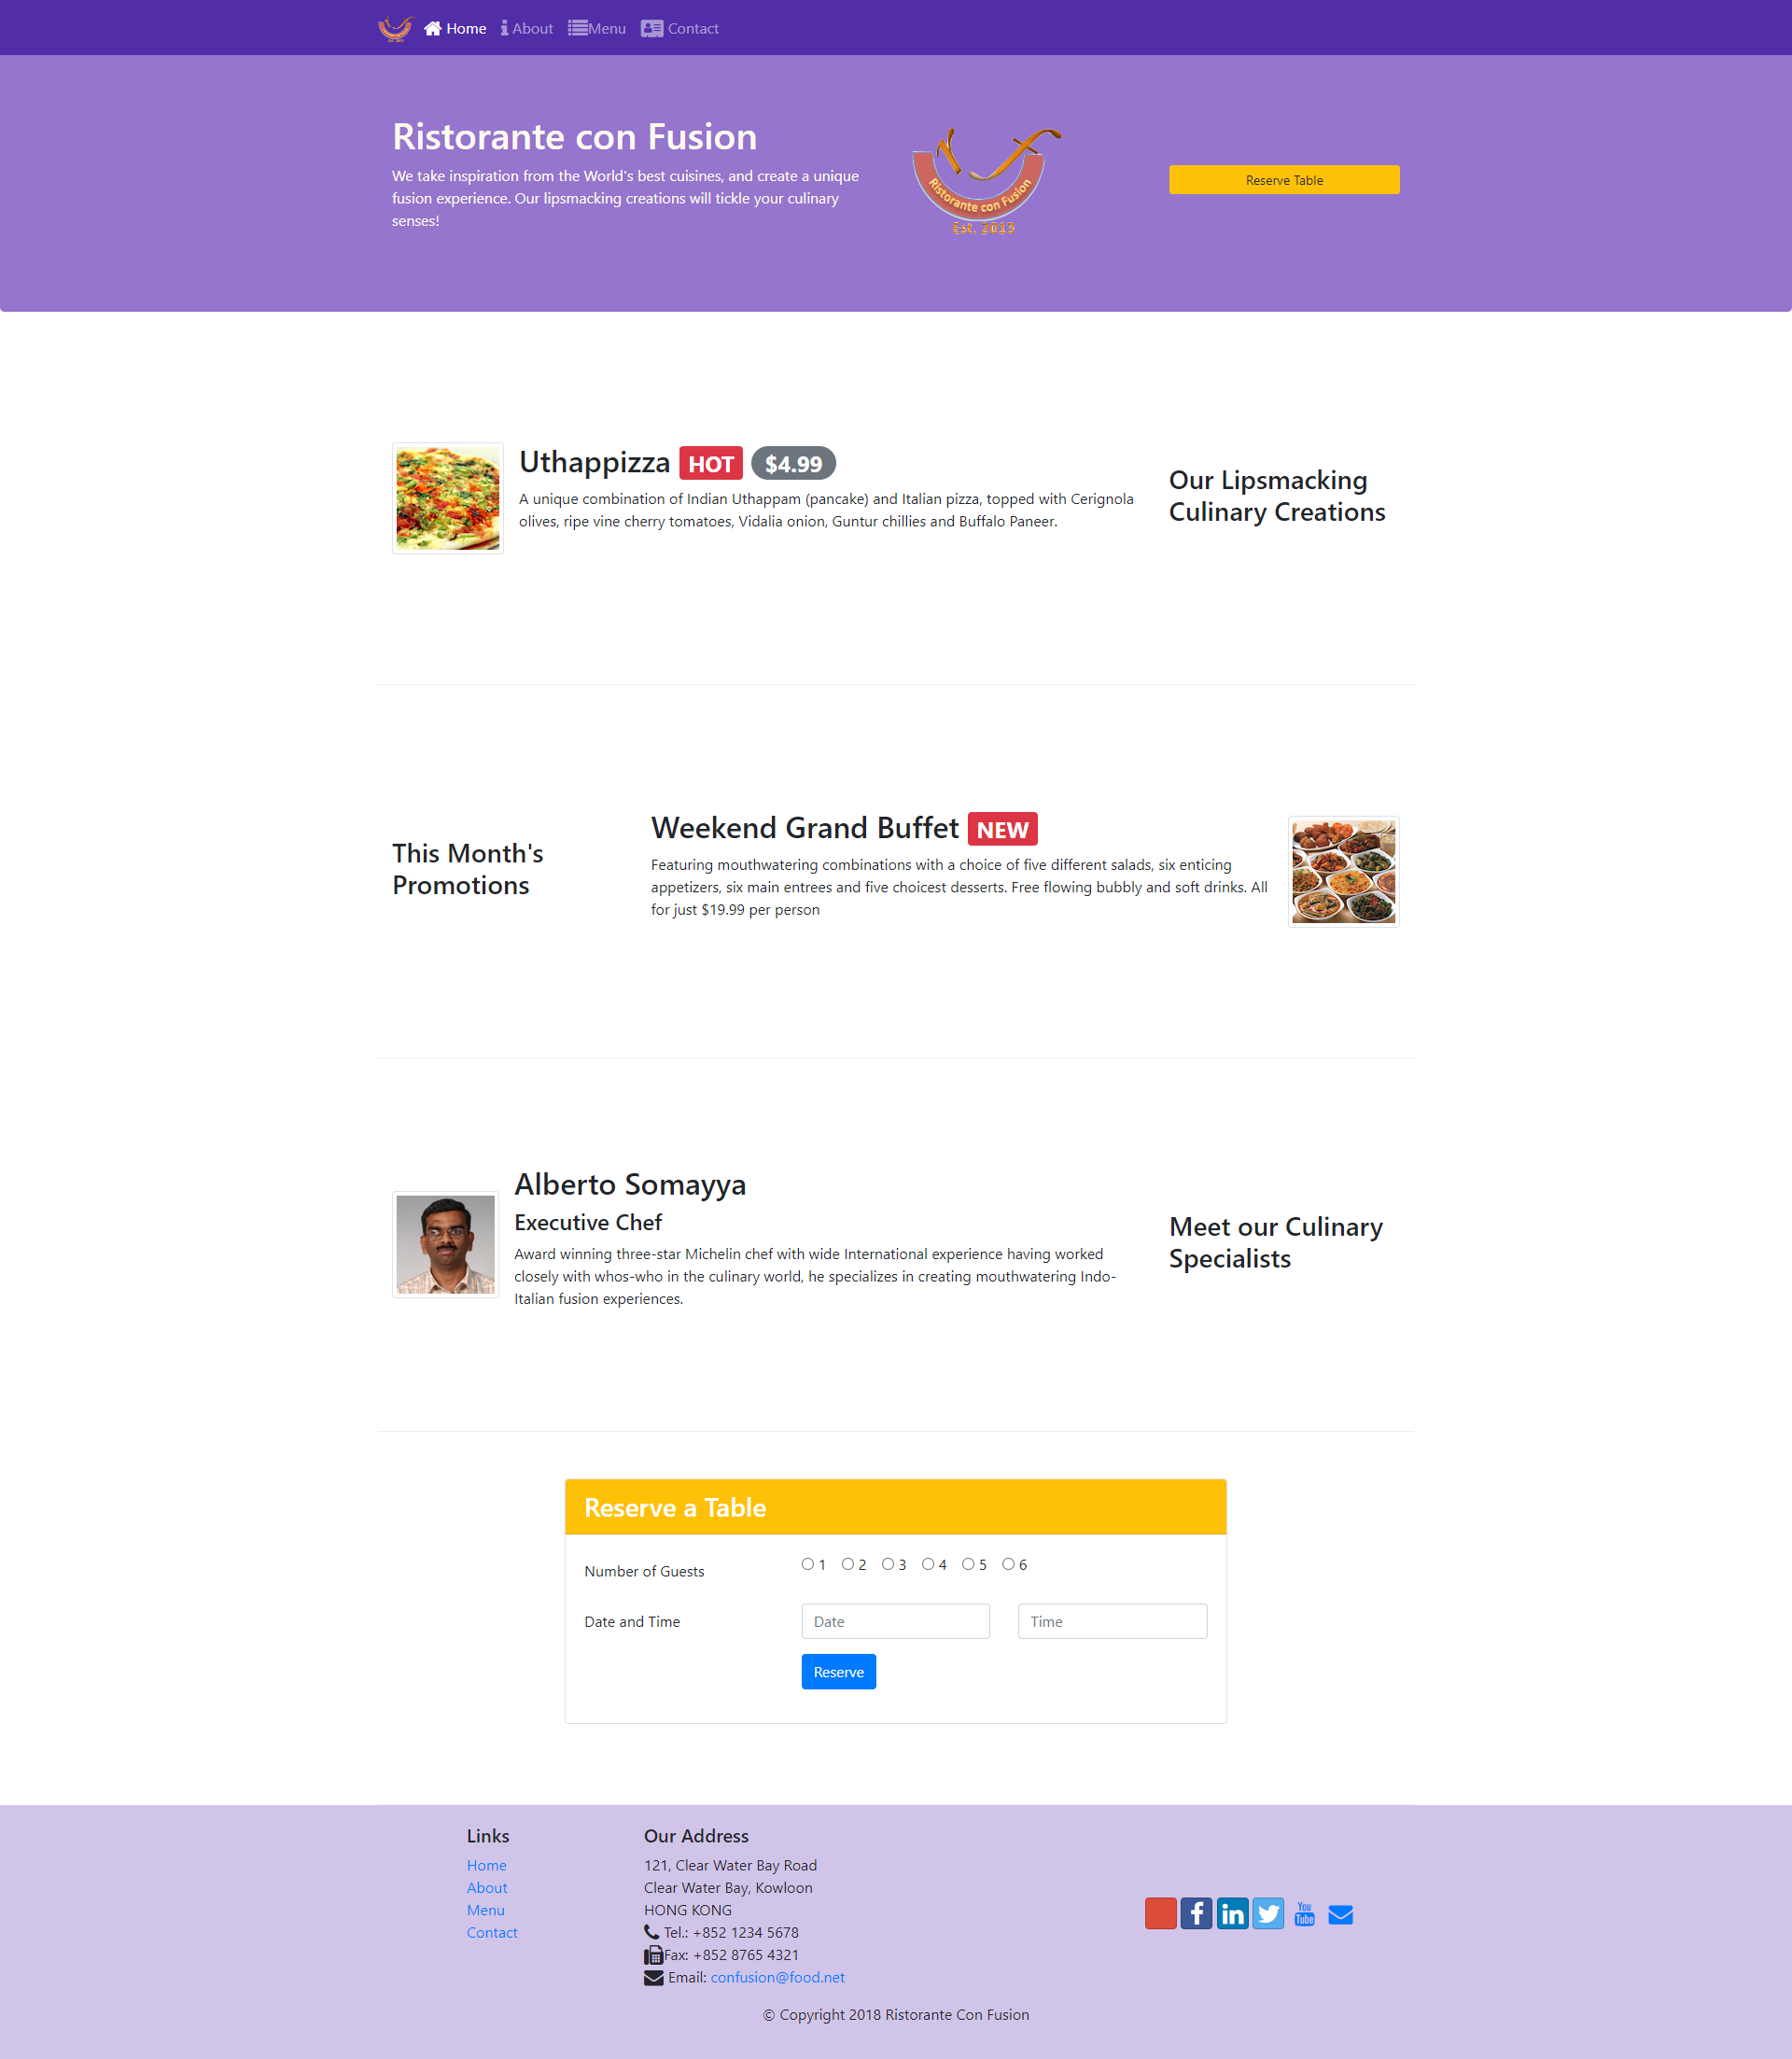 Home About Menu Contact
Ristorante con Fusion
We take inspiration from the World's best cuisines, and create a unique
fusion experience. Our lipsmacking creations will tickle your culinary
senses!
Ristorante con Fusion
Est. 2019
Reserve Table
Uthappizza HOT $4.99
A unique combination of Indian Uthappam (pancake) and Italian pizza, topped with Cerignola
olives, ripe vine cherry tomatoes, Vidalia onion, Guntur chillies and Buffalo Paneer.
Our Lipsmacking
Culinary Creations
This Month's
Promotions
Weekend Grand Buffet NEW
Featuring mouthwatering combinations with a choice of five different salads, six enticing
appetizers, six main entrees and five choicest desserts. Free flowing bubbly and soft drinks. All
for just $19.99 per person
Alberto Somayya
Executive Chef
Award winning three-star Michelin chef with wide International experience having worked
closely with whos-who in the culinary world, he specializes in creating mouthwatering Indo-
Italian fusion experiences.
Meet our Culinary
Specialists
Reserve a Table
Number of Guests 1 2 3 4 5 6
Date and Time Date Time
Reserve
Links
Home
About
Menu
Contact
Our Address
121, Clear Water Bay Road
Clear Water Bay, Kowloon
HONG KONG
Tel.: +852 1234 5678
Fax: +852 8765 4321
Email: confusion@food.net
f in You Tube
© Copyright 2018 Ristorante Con Fusion